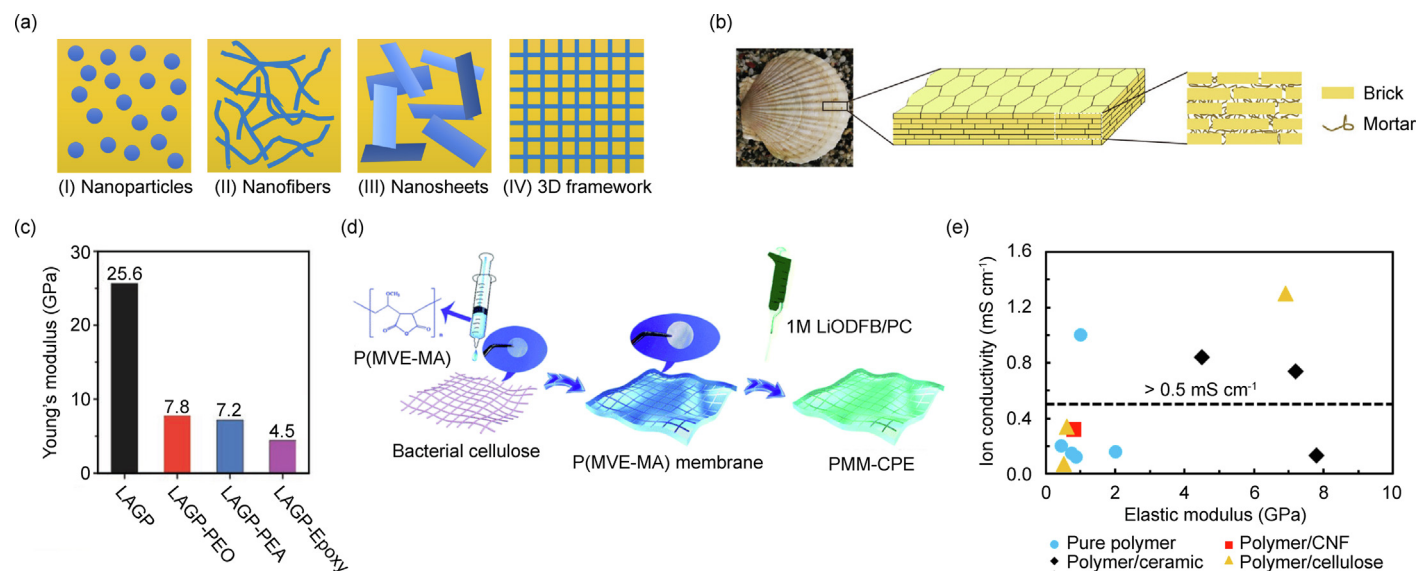 (a)
(I) Nanoparticles
(II) Nanofibers
(III) Nanosheets
(IV) 3D framework
(b)
Brick
Mortar
(c)
Young's modulus (GPa)
30
20
10
0
25.6
7.8
7.2
4.5
LAGP
LAGP-PEO
LAGP-PEA
LAGP-Epoxy
(d)
OCH3
O
O
O
n
P(MVE-MA)
1M LiODFB/PC
Bacterial cellulose
P(MVE-MA) membrane
PMM-CPE
(e)
Ion conductivity (mS cm⁻¹)
1.6
1.2
0.8
0.4
0.0
> 0.5 mS cm⁻¹
0 2 4 6 8 10
Elastic modulus (GPa)
Pure polymer
Polymer/CNF
Polymer/ceramic
Polymer/cellulose